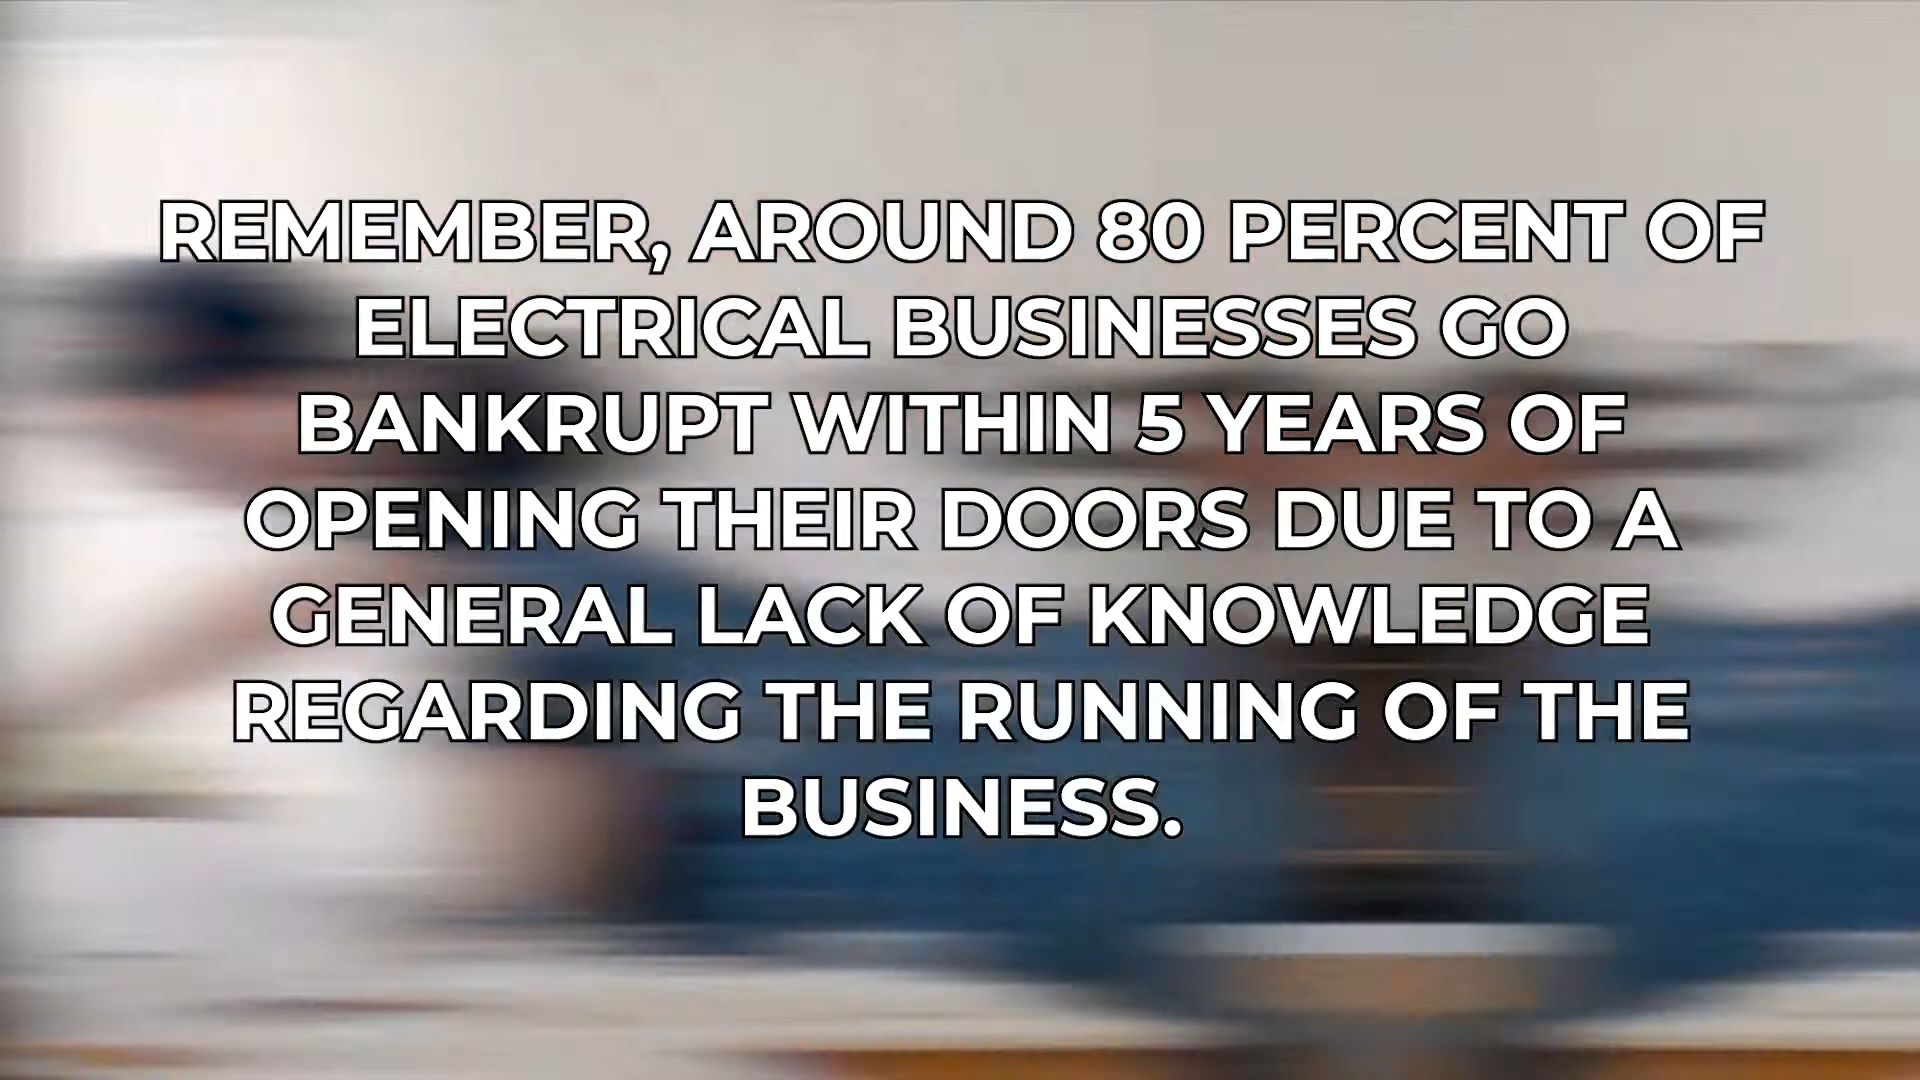 REMEMBER, AROUND 80 PERCENT OF
ELECTRICAL BUSINESSES GO
BANKRUPT WITHIN 5 YEARS OF
OPENING THEIR DOORS DUE TO A
GENERAL LACK OF KNOWLEDGE
REGARDING THE RUNNING OF THE
BUSINESS.